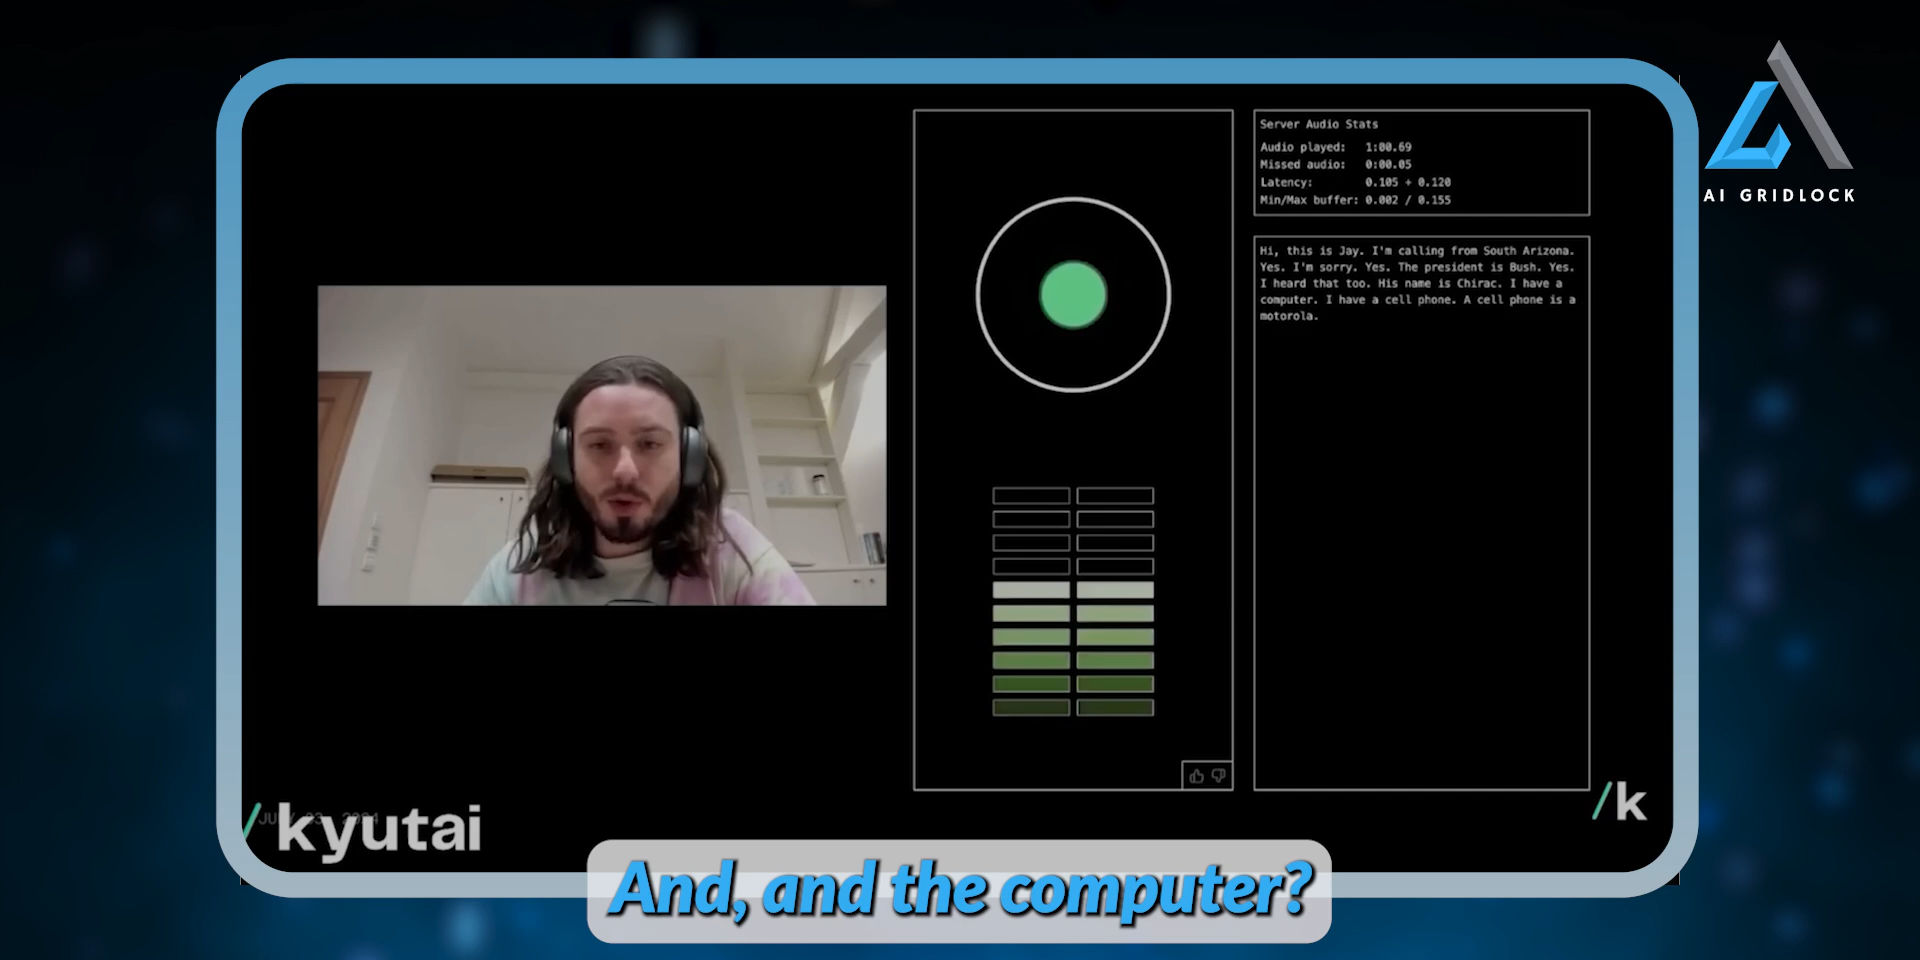 AI GRIDLOCK
Server Audio Stats
Audio played: 1:00.69
Missed audio: 0:00.05
Latency: 0.105 + 0.120
Min/Max buffer: 0.002 / 0.155
Hi, this is Jay. I'm calling from South Arizona.
Yes. I'm sorry. Yes. The president is Bush. Yes.
I heard that too. His name is Chirac. I have a
computer. I have a cell phone. A cell phone is a
motorola.
/kyutai
/k
And, and the computer?